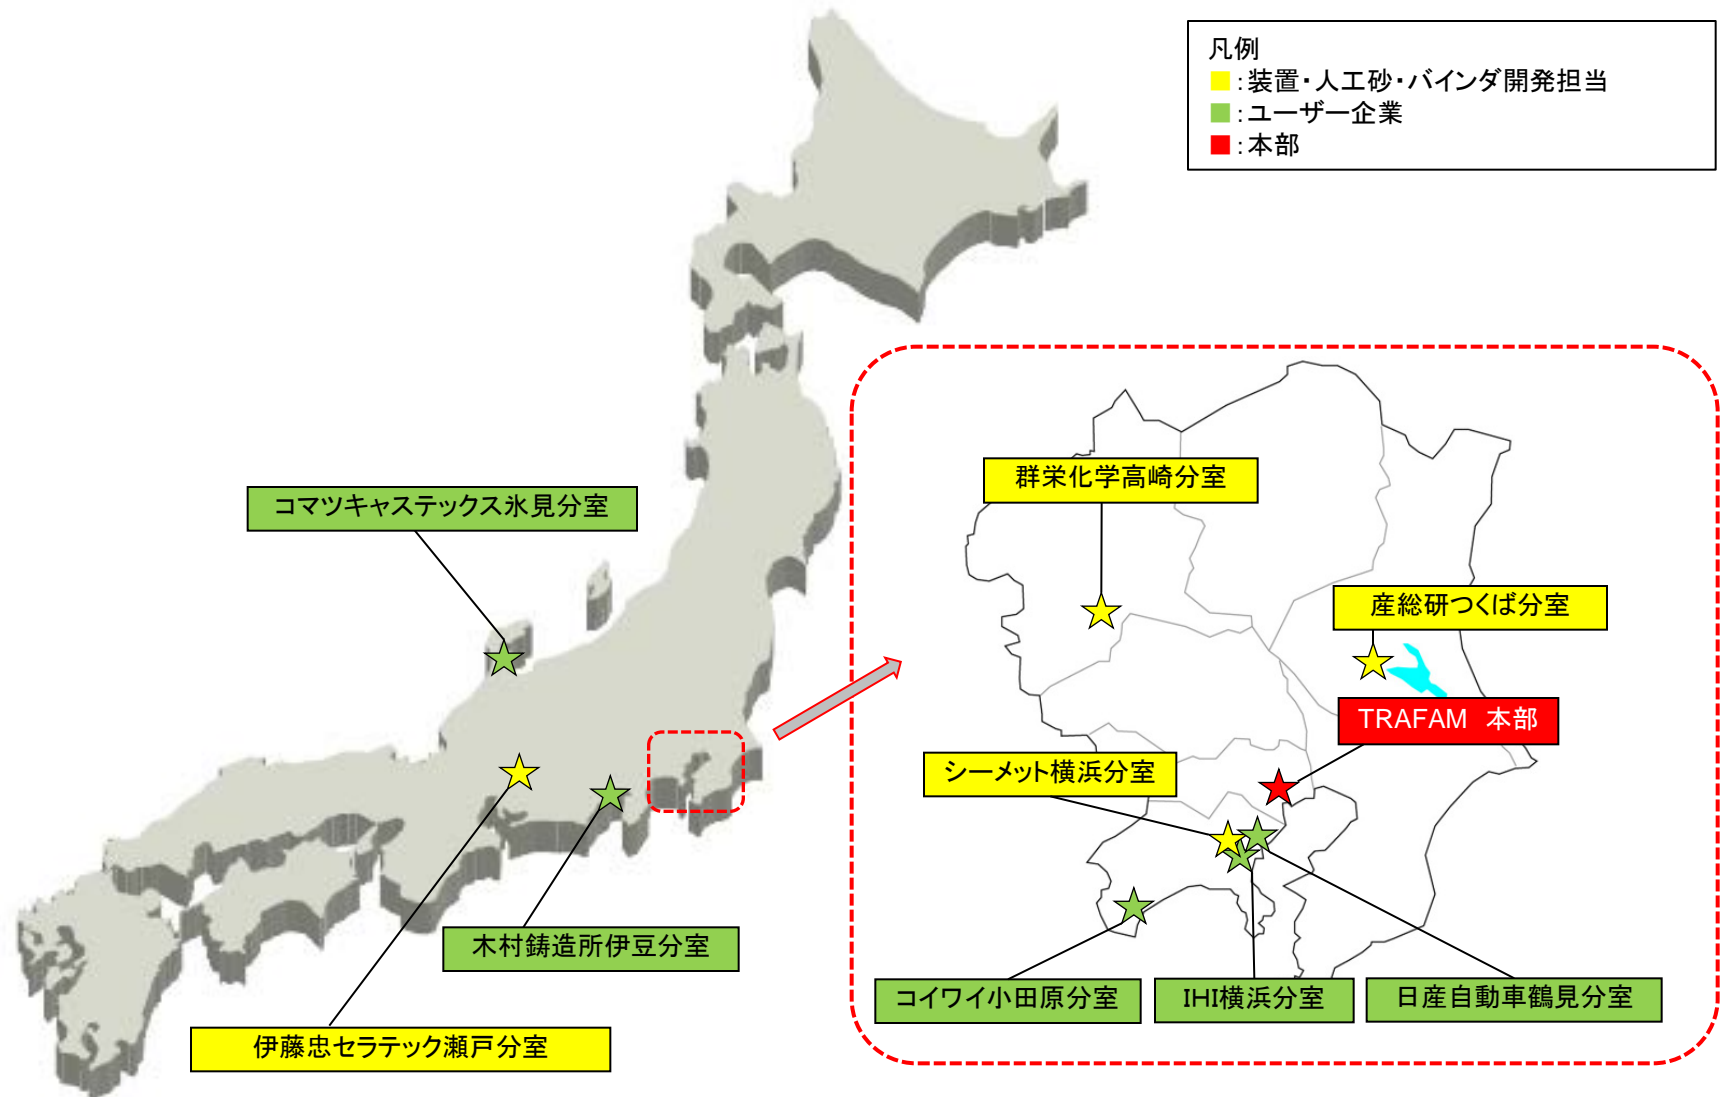 凡例
■：装置・人工砂・バインダ開発担当
■：ユーザー企業
■：本部
コマツキャステックス氷見分室
群栄化学高崎分室
産総研つくば分室
TRAFAM　本部
シーメット横浜分室
木村鋳造所伊豆分室
コイワイ小田原分室
IHI横浜分室
日産自動車鶴見分室
伊藤忠セラテック瀬戸分室